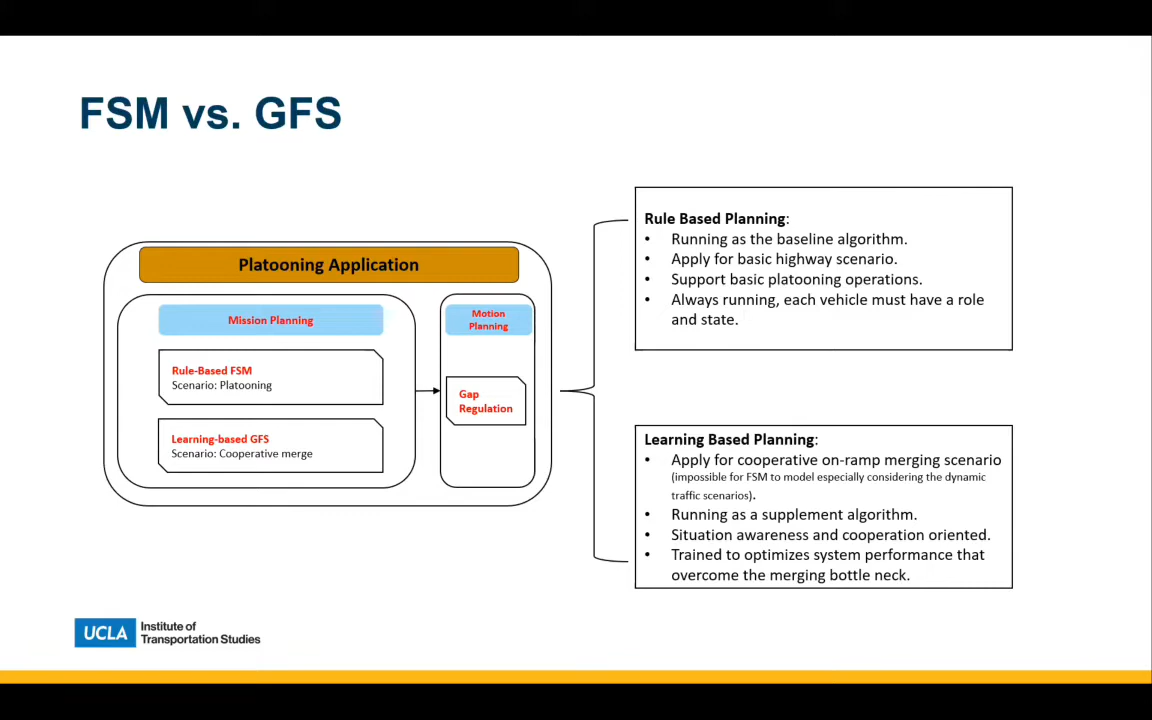 FSM vs. GFS
Platooning Application
Mission Planning
Rule-Based FSM
Scenario: Platooning
Learning-based GFS
Scenario: Cooperative merge
Motion
Planning
Gap
Regulation
Rule Based Planning:
• Running as the baseline algorithm.
• Apply for basic highway scenario.
• Support basic platooning operations.
• Always running, each vehicle must have a role
and state.
Learning Based Planning:
• Apply for cooperative on-ramp merging scenario
(impossible for FSM to model especially considering the dynamic
traffic scenarios).
• Running as a supplement algorithm.
• Situation awareness and cooperation oriented.
• Trained to optimizes system performance that
overcome the merging bottle neck.
UCLA
Institute of
Transportation Studies